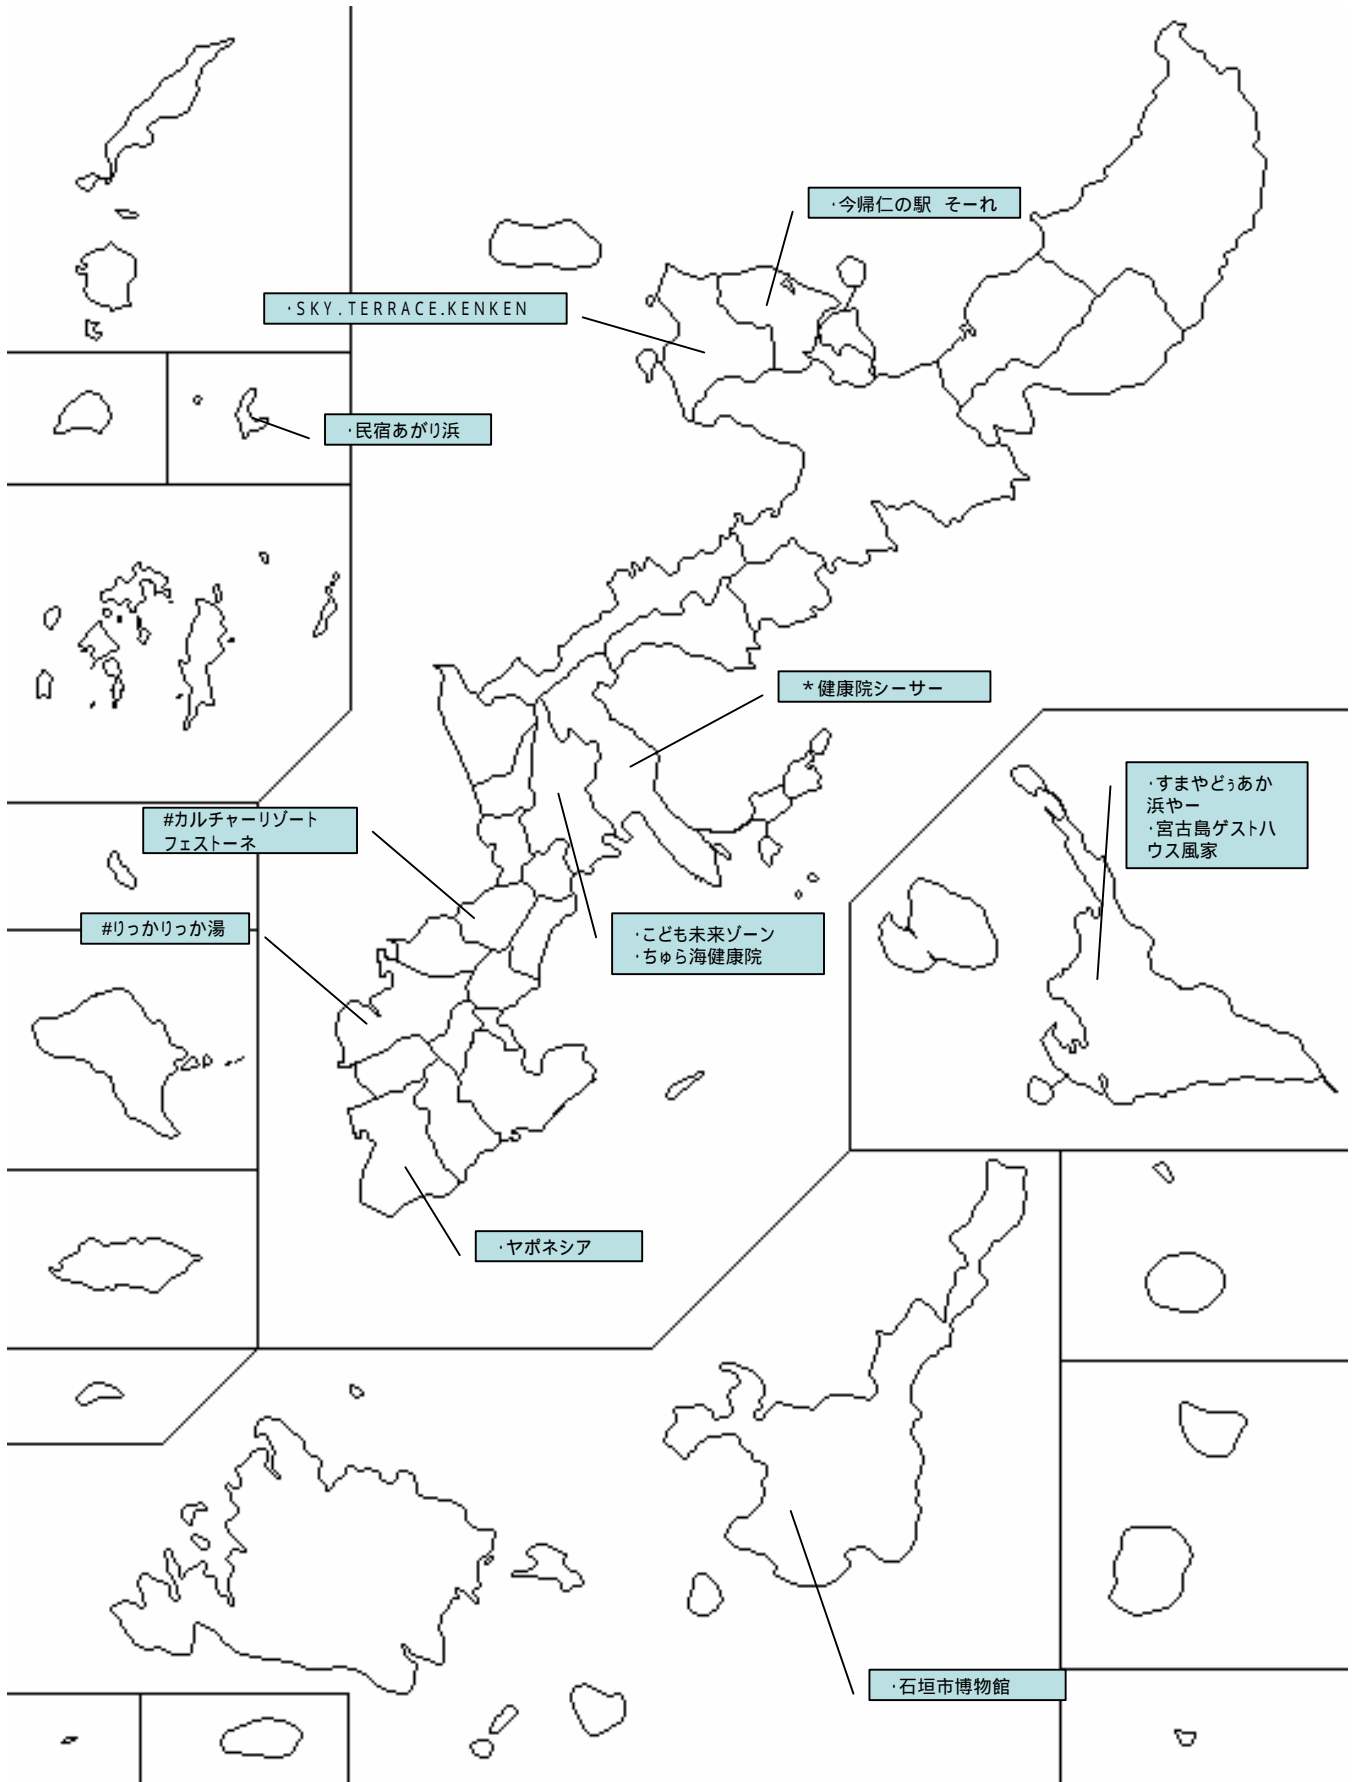 ·今帰仁の駅　そーれ
·SKY.TERRACE.KENKEN
·民宿あがり浜
*健康院シーサー
·すまやどぅあか
浜やー
·宮古島ゲストハ
ウス風家
#カルチャーリゾート
フェストーネ
#りっかりっか湯
·こども未来ゾーン
·ちゅら海健康院
·ヤポネシア
·石垣市博物館